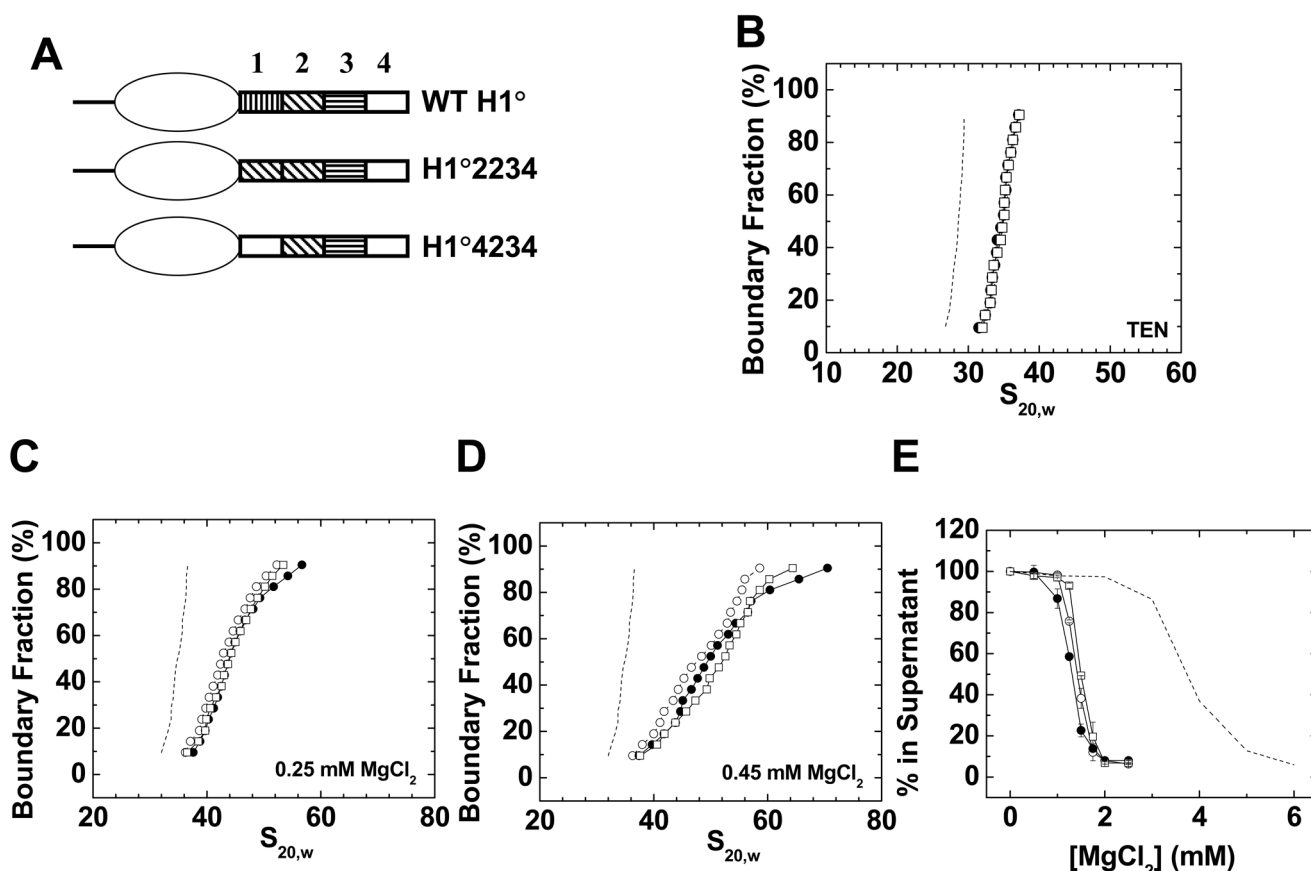 A
1 2 3 4
WT H1°
H1°2234
H1°4234
B
Boundary Fraction (%)
100
80
60
40
20
0
TEN
10 20 30 40 50 60
S20,w
C
Boundary Fraction (%)
100
80
60
40
20
0
0.25 mM MgCl2
20 40 60 80
S20,w
D
Boundary Fraction (%)
100
80
60
40
20
0
0.45 mM MgCl2
20 40 60 80
S20,w
E
% in Supernatant
120
100
80
60
40
20
0
0 2 4 6
[MgCl2] (mM)